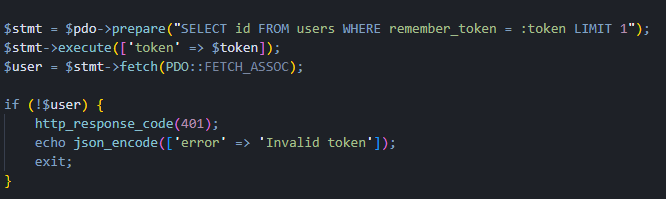 $stmt = $pdo->prepare("SELECT id FROM users WHERE remember_token = :token LIMIT 1");
$stmt->execute(['token' => $token]);
$user = $stmt->fetch(PDO::FETCH_ASSOC);

if (!$user) {
    http_response_code(401);
    echo json_encode(['error' => 'Invalid token']);
    exit;
}